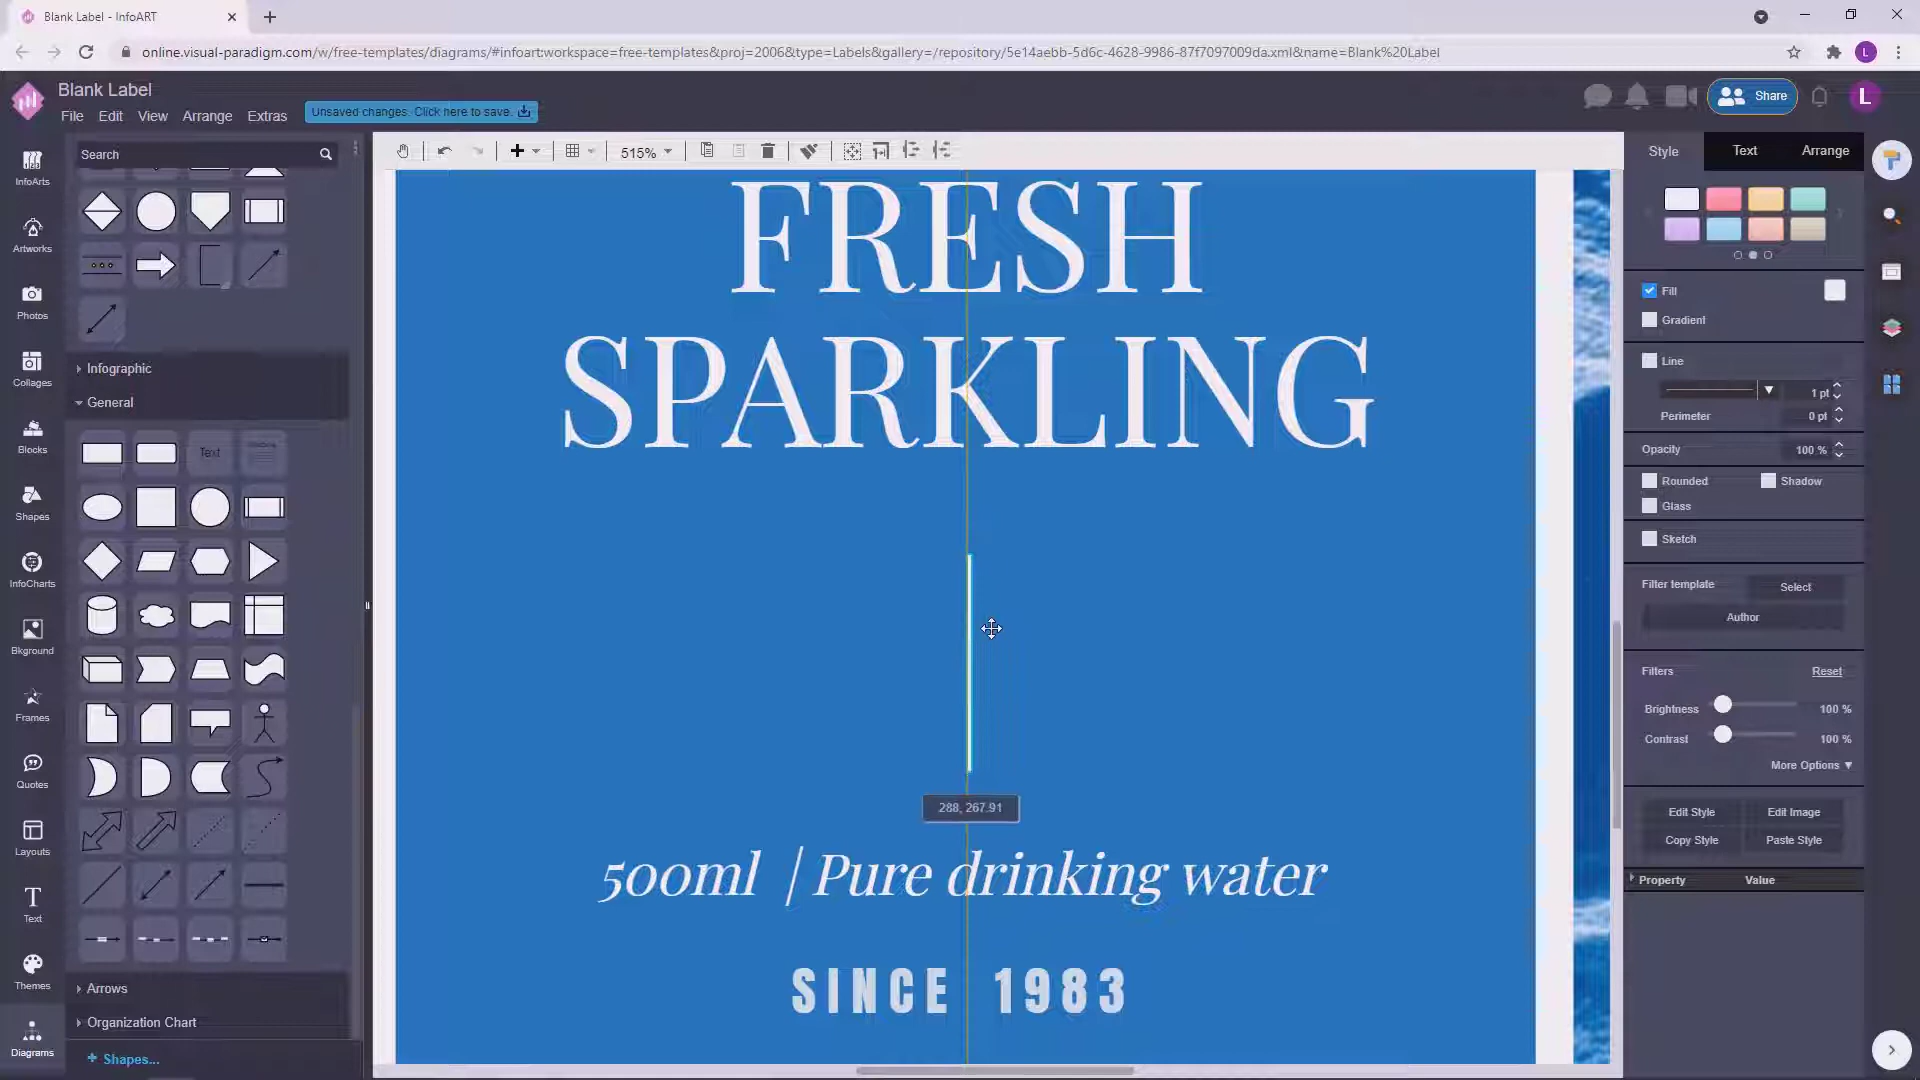 Blank Label - InfoART
online.visual-paradigm.com/w/free-templates/diagrams/#infoart:workspace=free-templates&proj=2006&type=Labels&gallery=/repository/5e14aebb-5d6c-4628-9986-87f7097009da.xml&name=Blank%20Label
L
Blank Label
File Edit View Arrange Extras
Unsaved changes. Click here to save.
Share
L
InfoArts
Artworks
Photos
Collages
Blocks
Shapes
InfoCharts
Bkground
Frames
Quotes
Layouts
Text
Themes
Diagrams
Search
Infographic
General
Text
Arrows
Organization Chart
+ Shapes...
515%
FRESH
SPARKLING
288, 267.91
500ml | Pure drinking water
SINCE 1983
Style Text Arrange
Fill
Gradient
Line
1 pt
Perimeter 0 pt
Opacity 100 %
Rounded Shadow
Glass
Sketch
Filter template Select
Author
Filters Reset
Brightness 100 %
Contrast 100 %
More Options
Edit Style Edit Image
Copy Style Paste Style
Property Value